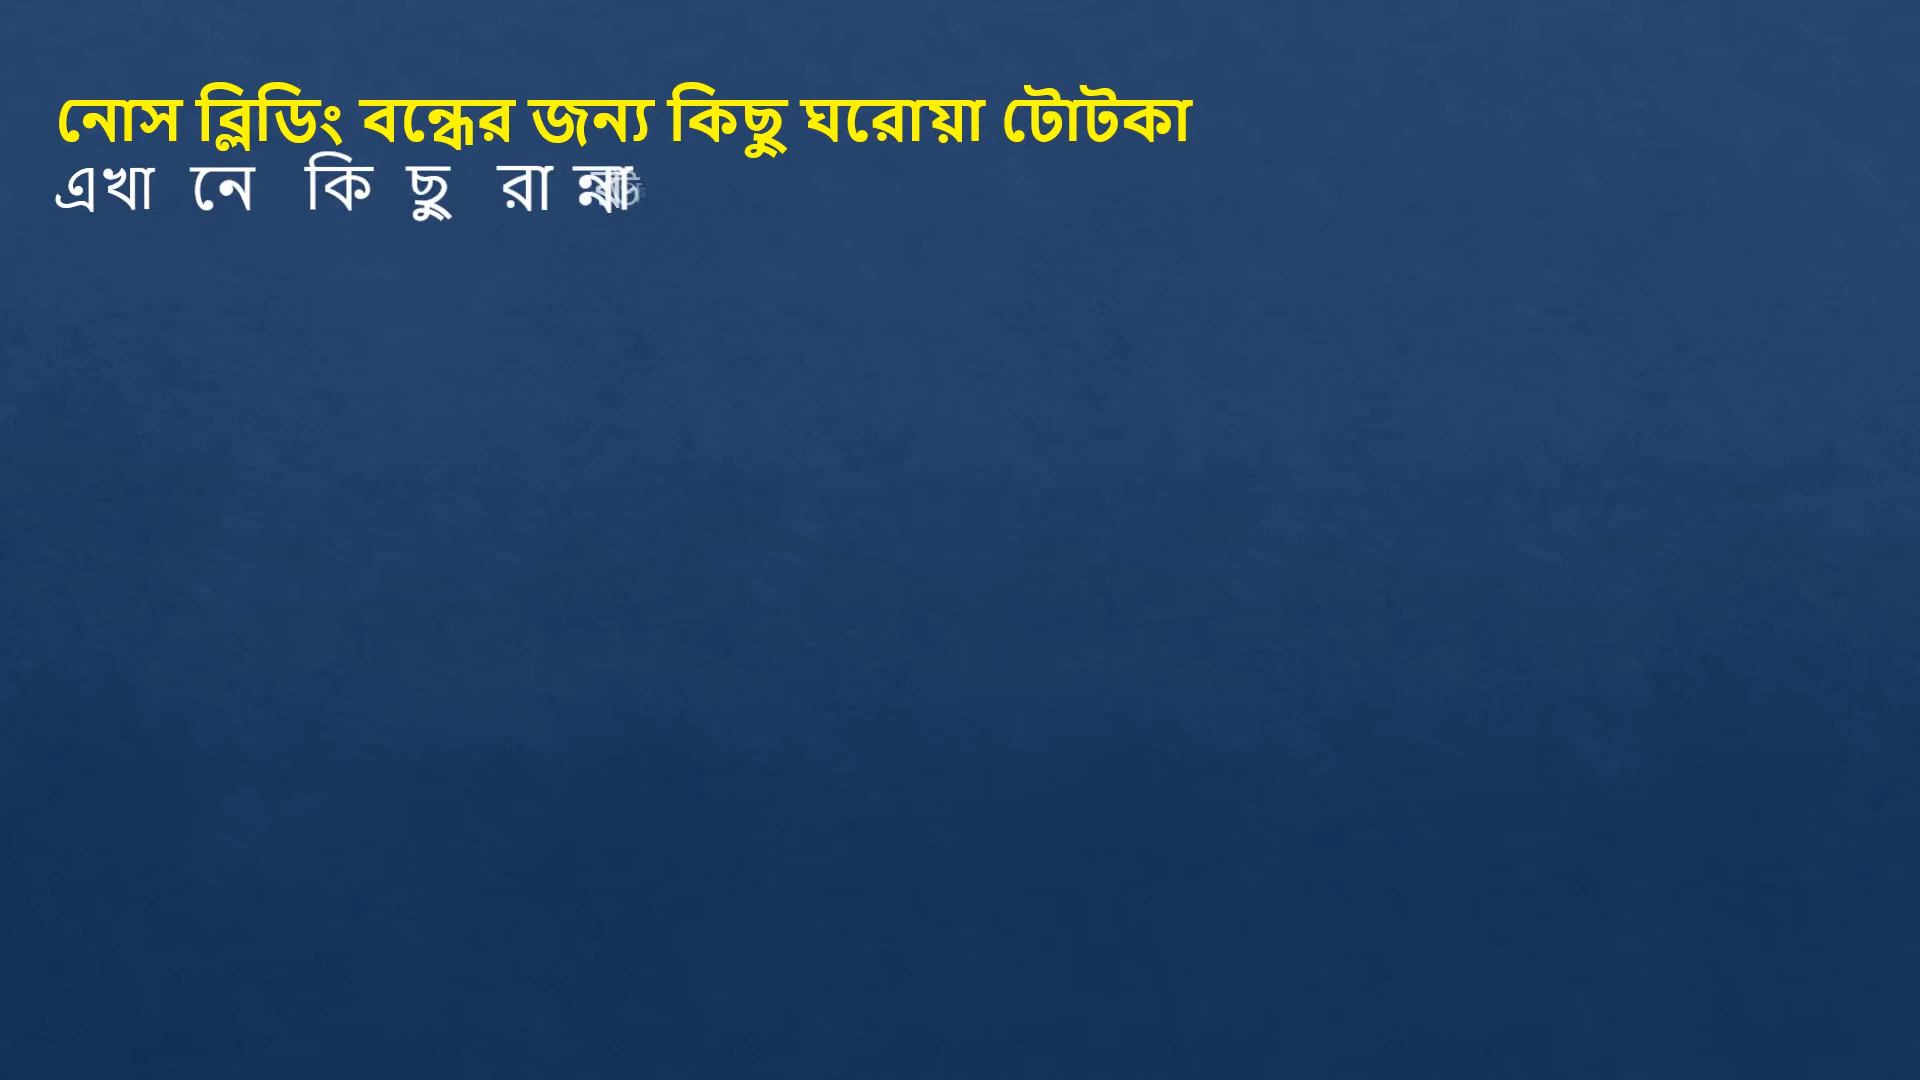 নোস ব্লিডিং বন্ধের জন্য কিছু ঘরোয়া টোটকা
এখানে কিছু